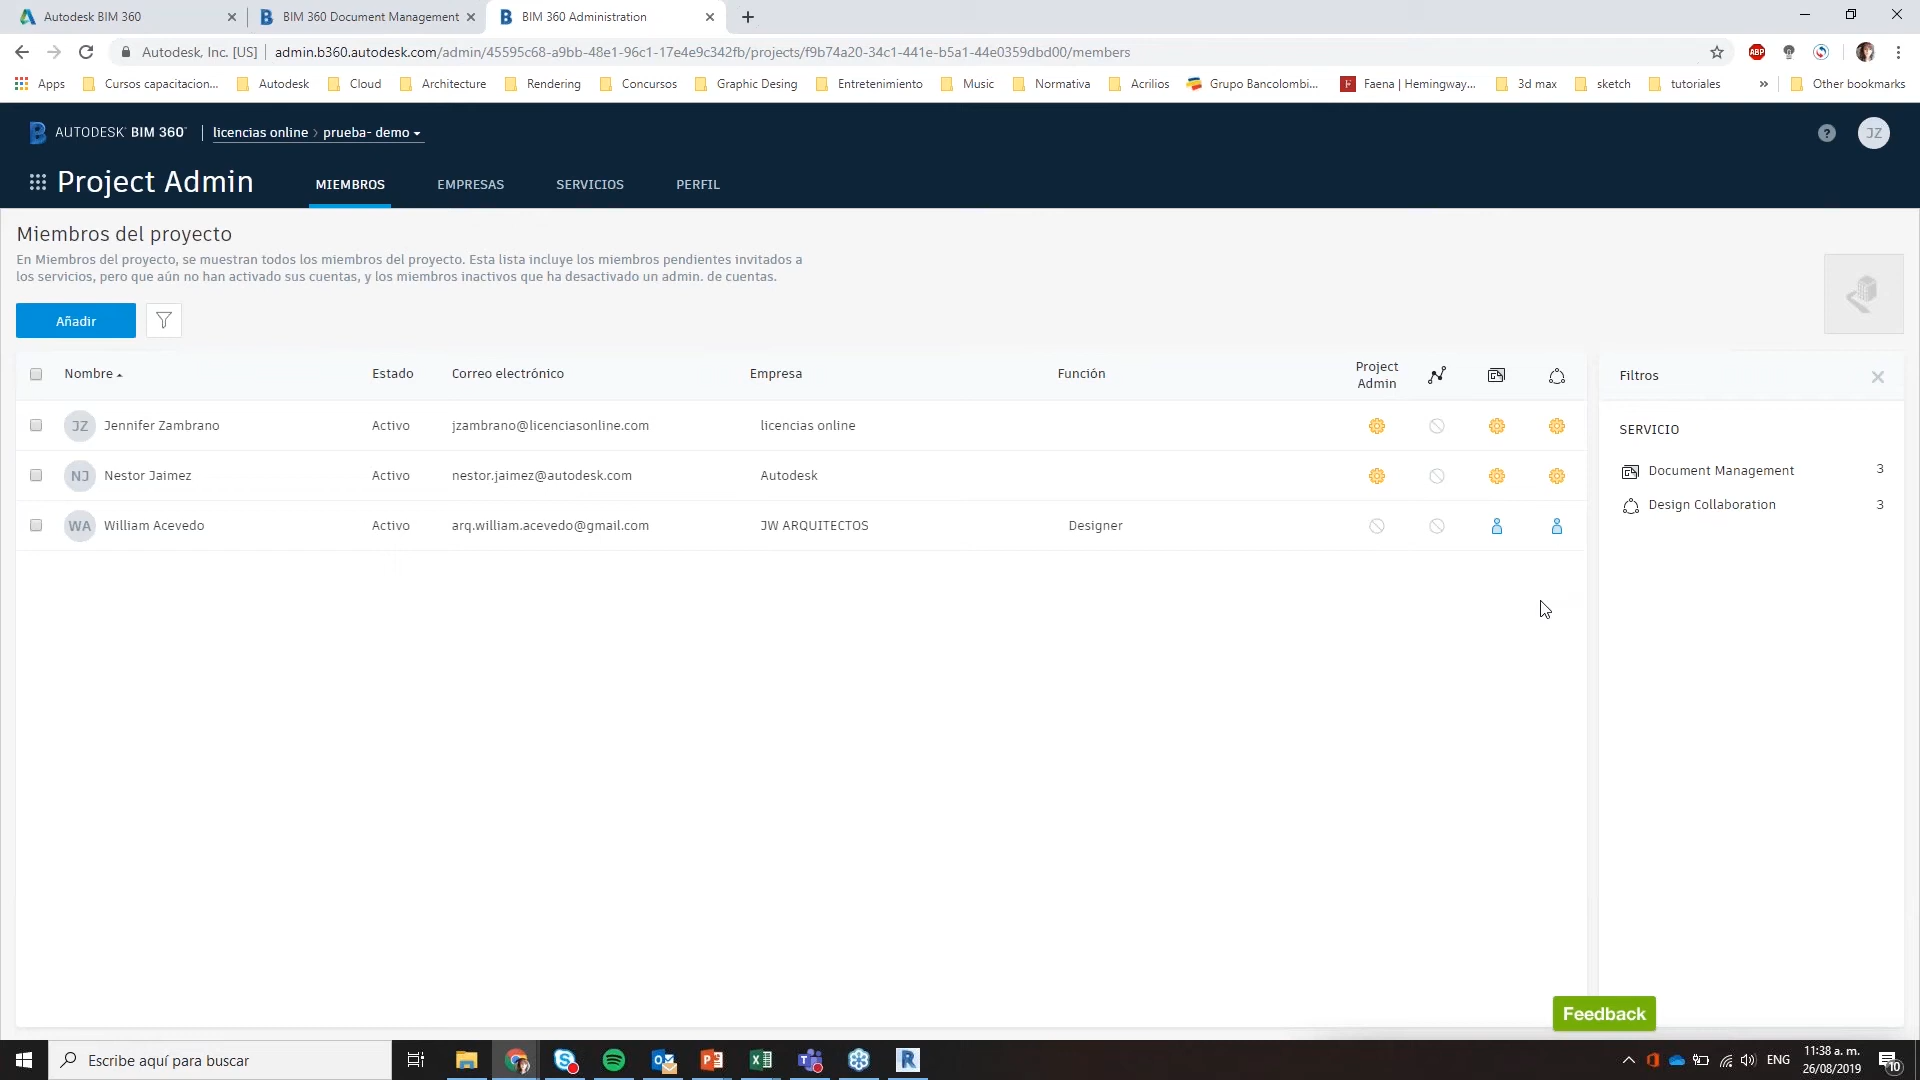 Autodesk BIM 360
BIM 360 Document Management
BIM 360 Administration
Autodesk, Inc. [US] | admin.b360.autodesk.com/admin/45595c68-a9bb-48e1-96c1-17e4e9c342fb/projects/f9b74a20-34c1-441e-b5a1-44e0359dbd00/members
ABP
Apps Cursos capacitacion... Autodesk Cloud Architecture Rendering Concursos Graphic Desing Entretenimiento Music Normativa Acrilios Grupo Bancolombi... F Faena | Hemingway... 3d max sketch tutoriales » Other bookmarks
AUTODESK® BIM 360™ licencias online > prueba- demo
? JZ
Project Admin MIEMBROS EMPRESAS SERVICIOS PERFIL
Miembros del proyecto
En Miembros del proyecto, se muestran todos los miembros del proyecto. Esta lista incluye los miembros pendientes invitados a
los servicios, pero que aún no han activado sus cuentas, y los miembros inactivos que ha desactivado un admin. de cuentas.
Añadir
Nombre Estado Correo electrónico Empresa Función Project Admin
JZ Jennifer Zambrano Activo jzambrano@licenciasonline.com licencias online
NJ Nestor Jaimez Activo nestor.jaimez@autodesk.com Autodesk
WA William Acevedo Activo arq.william.acevedo@gmail.com JW ARQUITECTOS Designer
Filtros
SERVICIO
Document Management 3
Design Collaboration 3
Feedback
Escribe aquí para buscar
ENG
11:38 a. m.
26/08/2019
10